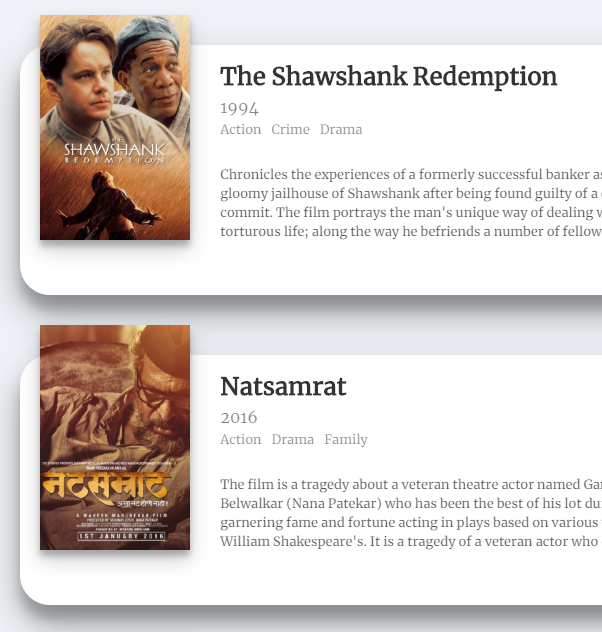 THE
SHAWSHANK
REDEMPTION
The Shawshank Redemption
1994
Action Crime Drama
Chronicles the experiences of a formerly successful banker as
gloomy jailhouse of Shawshank after being found guilty of a
commit. The film portrays the man's unique way of dealing
torturous life; along the way he befriends a number of fellow
नटसम्राट
असा नट होणे नाही!
A MAHESH MANJREKAR FILM
1ST JANUARY 2016
Natsamrat
2016
Action Drama Family
The film is a tragedy about a veteran theatre actor named
Belwalkar (Nana Patekar) who has been the best of his lot
garnering fame and fortune acting in plays based on various
William Shakespeare's. It is a tragedy of a veteran actor who